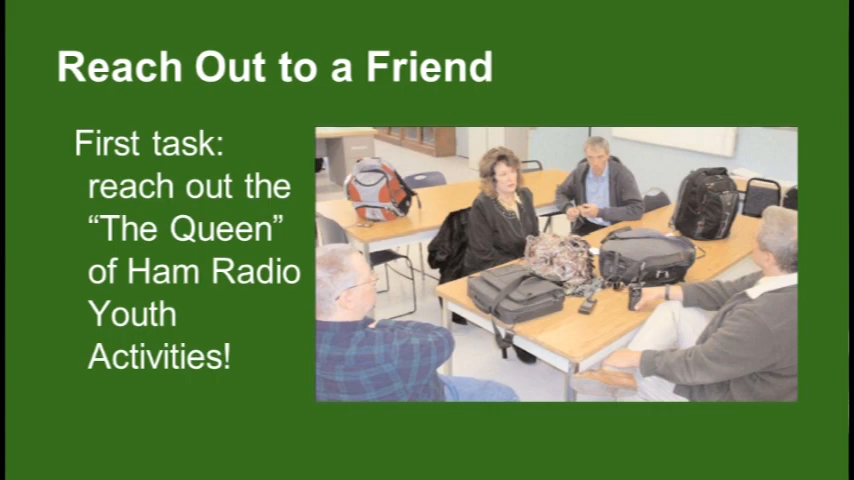 Reach Out to a Friend
First task:
reach out the
“The Queen”
of Ham Radio
Youth
Activities!